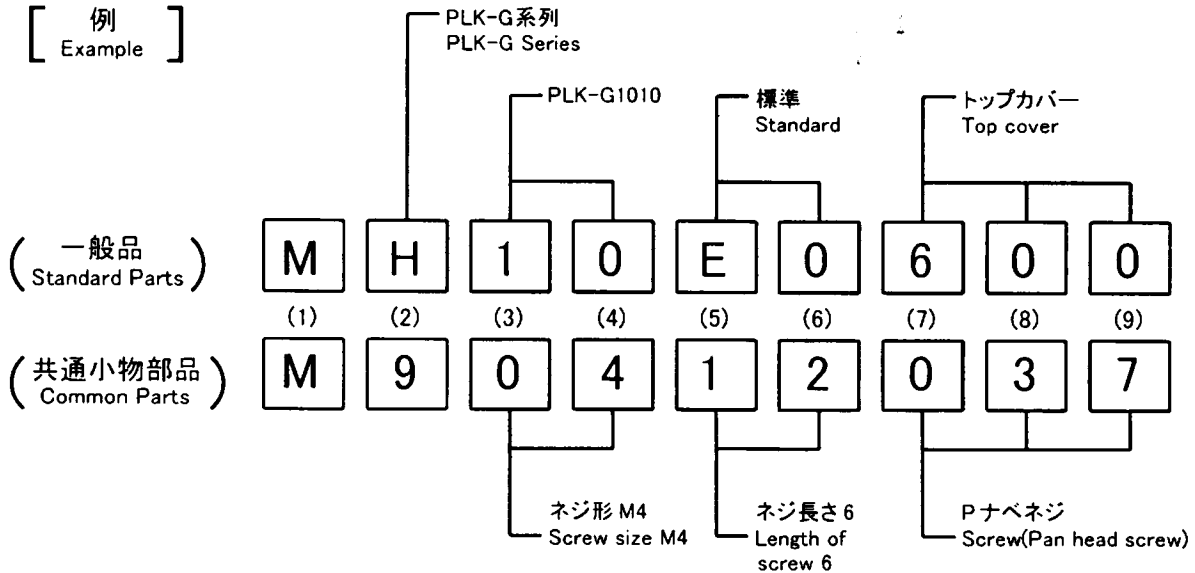 [ 例 ]
Example
PLK-G系列
PLK-G Series
PLK-G1010
標準
Standard
トップカバー
Top cover
(一般品)
Standard Parts
M H 1 0 E 0 6 0 0
(1) (2) (3) (4) (5) (6) (7) (8) (9)
(共通小物部品)
Common Parts
M 9 0 4 1 2 0 3 7
ネジ形 M4
Screw size M4
ネジ長さ 6
Length of
screw 6
Pナベネジ
Screw(Pan head screw)